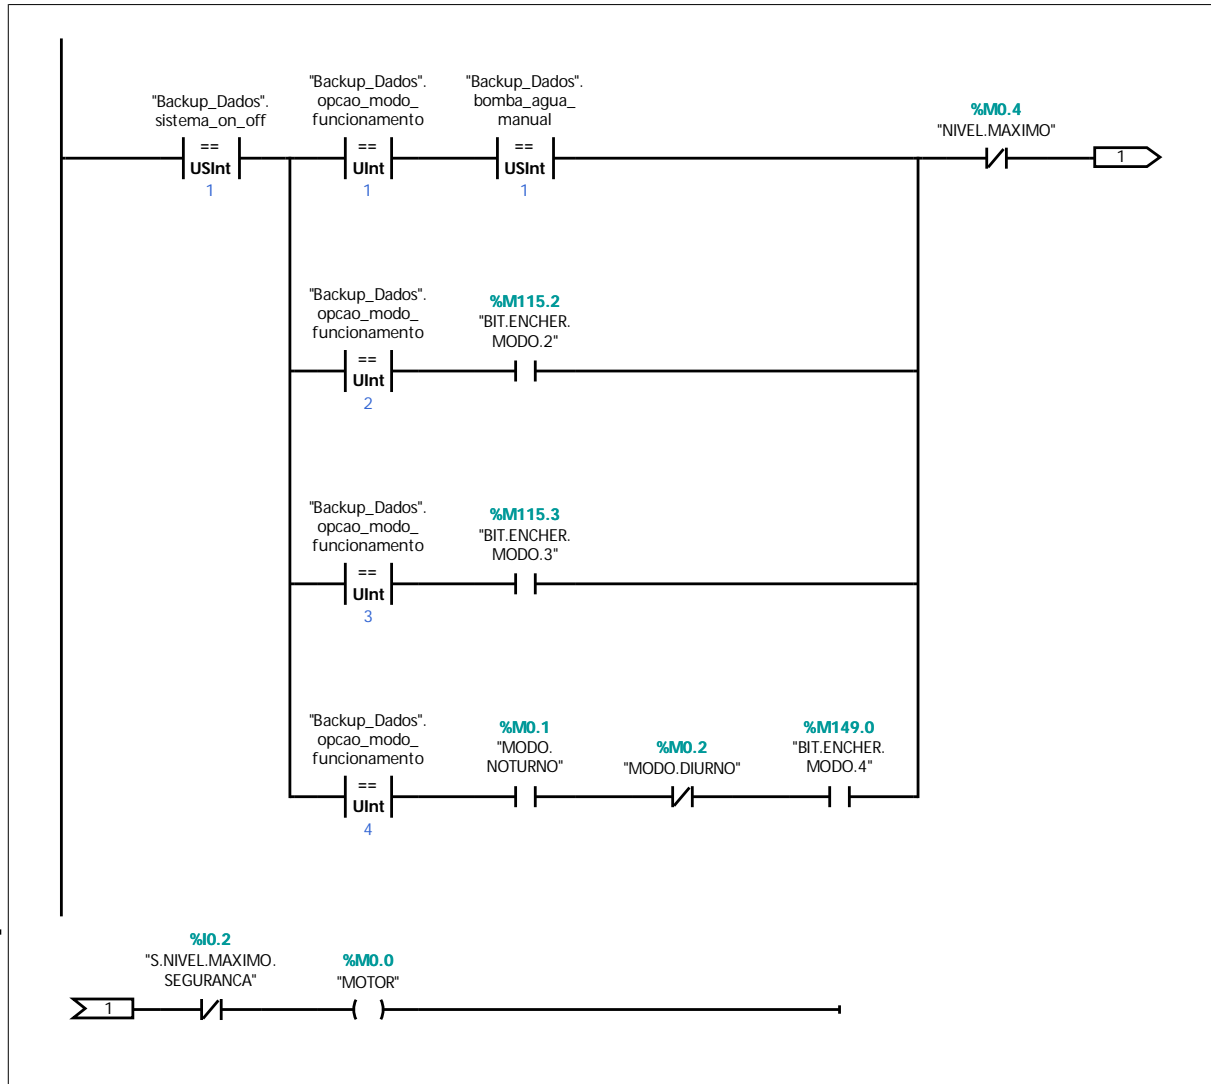 "Backup_Dados".
sistema_on_off
==
USInt
1
"Backup_Dados".
opcao_modo_
funcionamento
==
UInt
1
"Backup_Dados".
bomba_agua_
manual
==
USInt
1
%M0.4
"NIVEL.MAXIMO"
1
"Backup_Dados".
opcao_modo_
funcionamento
==
UInt
2
%M115.2
"BIT.ENCHER.
MODO.2"
"Backup_Dados".
opcao_modo_
funcionamento
==
UInt
3
%M115.3
"BIT.ENCHER.
MODO.3"
"Backup_Dados".
opcao_modo_
funcionamento
==
UInt
4
%M0.1
"MODO.
NOTURNO"
%M0.2
"MODO.DIURNO"
%M149.0
"BIT.ENCHER.
MODO.4"
1
%I0.2
"S.NIVEL.MAXIMO.
SEGURANCA"
%M0.0
"MOTOR"